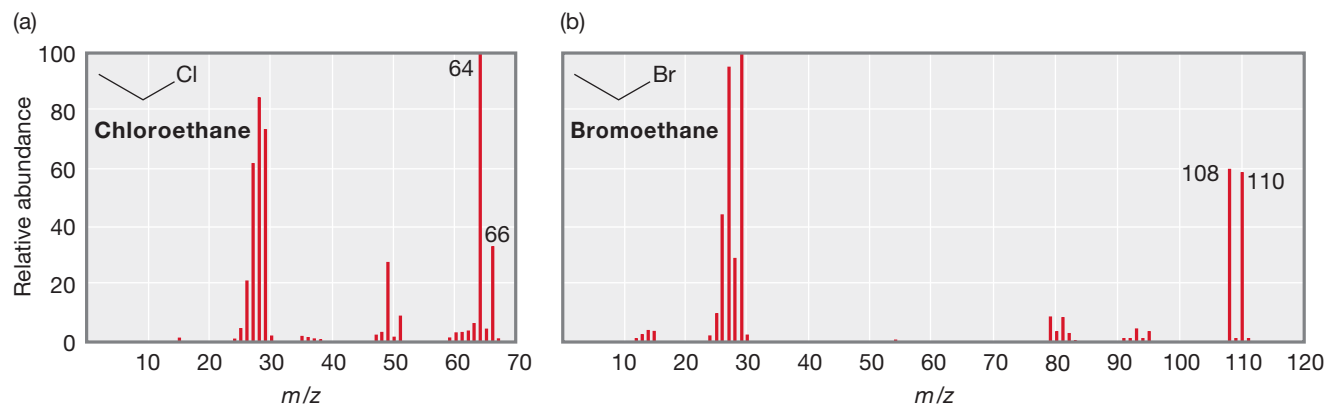 (a)
Relative abundance
100
80
60
40
20
0
Cl
Chloroethane
64
66
10 20 30 40 50 60 70
m/z
(b)
Br
Bromoethane
108
110
10 20 30 40 50 60 70 80 90 100 110 120
m/z